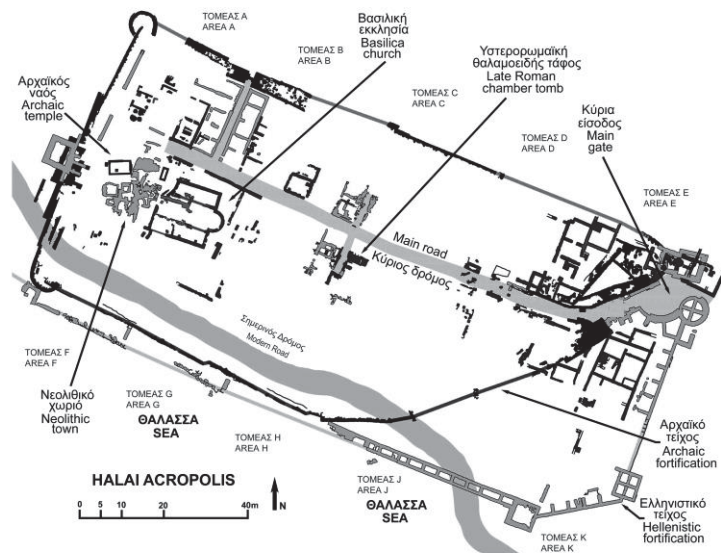 ΤΟΜΕΑΣ Α
AREA A
Βασιλική
εκκλησία
Basilica
church
ΤΟΜΕΑΣ B
AREA B
Υστερορωμαϊκή
θαλαμοειδής τάφος
Late Roman
chamber tomb
Αρχαϊκός
ναός
Archaic
temple
ΤΟΜΕΑΣ C
AREA C
Κύρια
είσοδος
Main
gate
ΤΟΜΕΑΣ D
AREA D
ΤΟΜΕΑΣ E
AREA E
Main road
Κύριος δρόμος
Σημερινός Δρόμος
Modern Road
ΤΟΜΕΑΣ F
AREA F
Νεολιθικό
χωριό
Neolithic
town
ΤΟΜΕΑΣ G
AREA G
ΘΑΛΑΣΣΑ
SEA
ΤΟΜΕΑΣ H
AREA H
Αρχαϊκό
τείχος
Archaic
fortification
HALAI ACROPOLIS
0 5 10 20 40m
N
ΤΟΜΕΑΣ J
AREA J
ΘΑΛΑΣΣΑ
SEA
Ελληνιστικό
τείχος
Hellenistic
fortification
ΤΟΜΕΑΣ K
AREA K